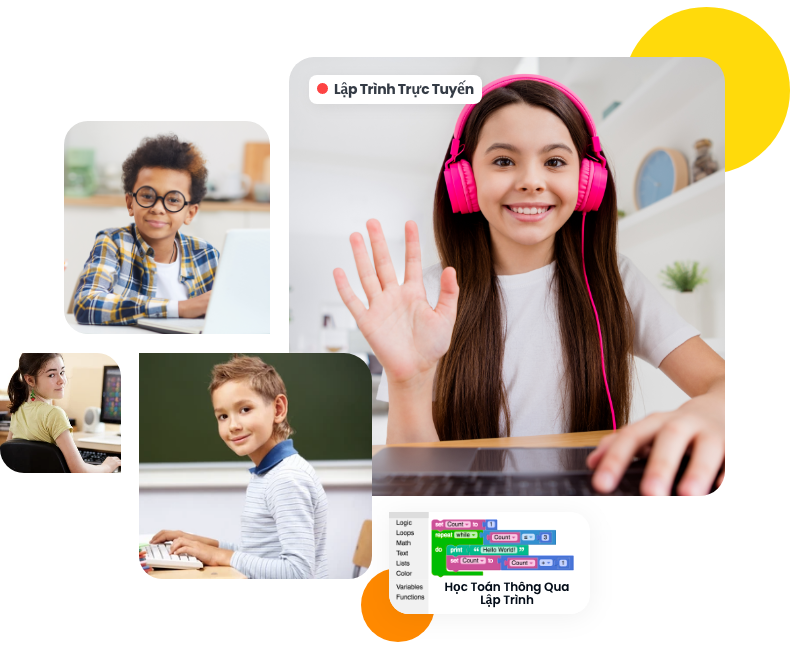 Lập Trình Trực Tuyến
Logic
Loops
Math
Text
Lists
Color
Variables
Functions
set Count to 1
repeat while Count ≤ 3
do print “ Hello World! ”
set Count to Count + 1
Học Toán Thông Qua
Lập Trình